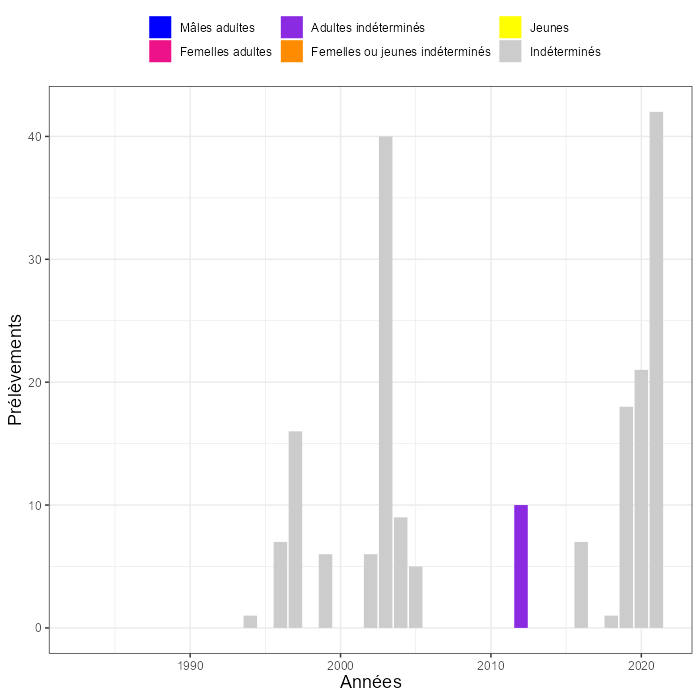 Mâles adultes Adultes indéterminés Jeunes
Femelles adultes Femelles ou jeunes indéterminés Indéterminés
40
30
20
10
0
Prélèvements
1990 2000 2010 2020
Années